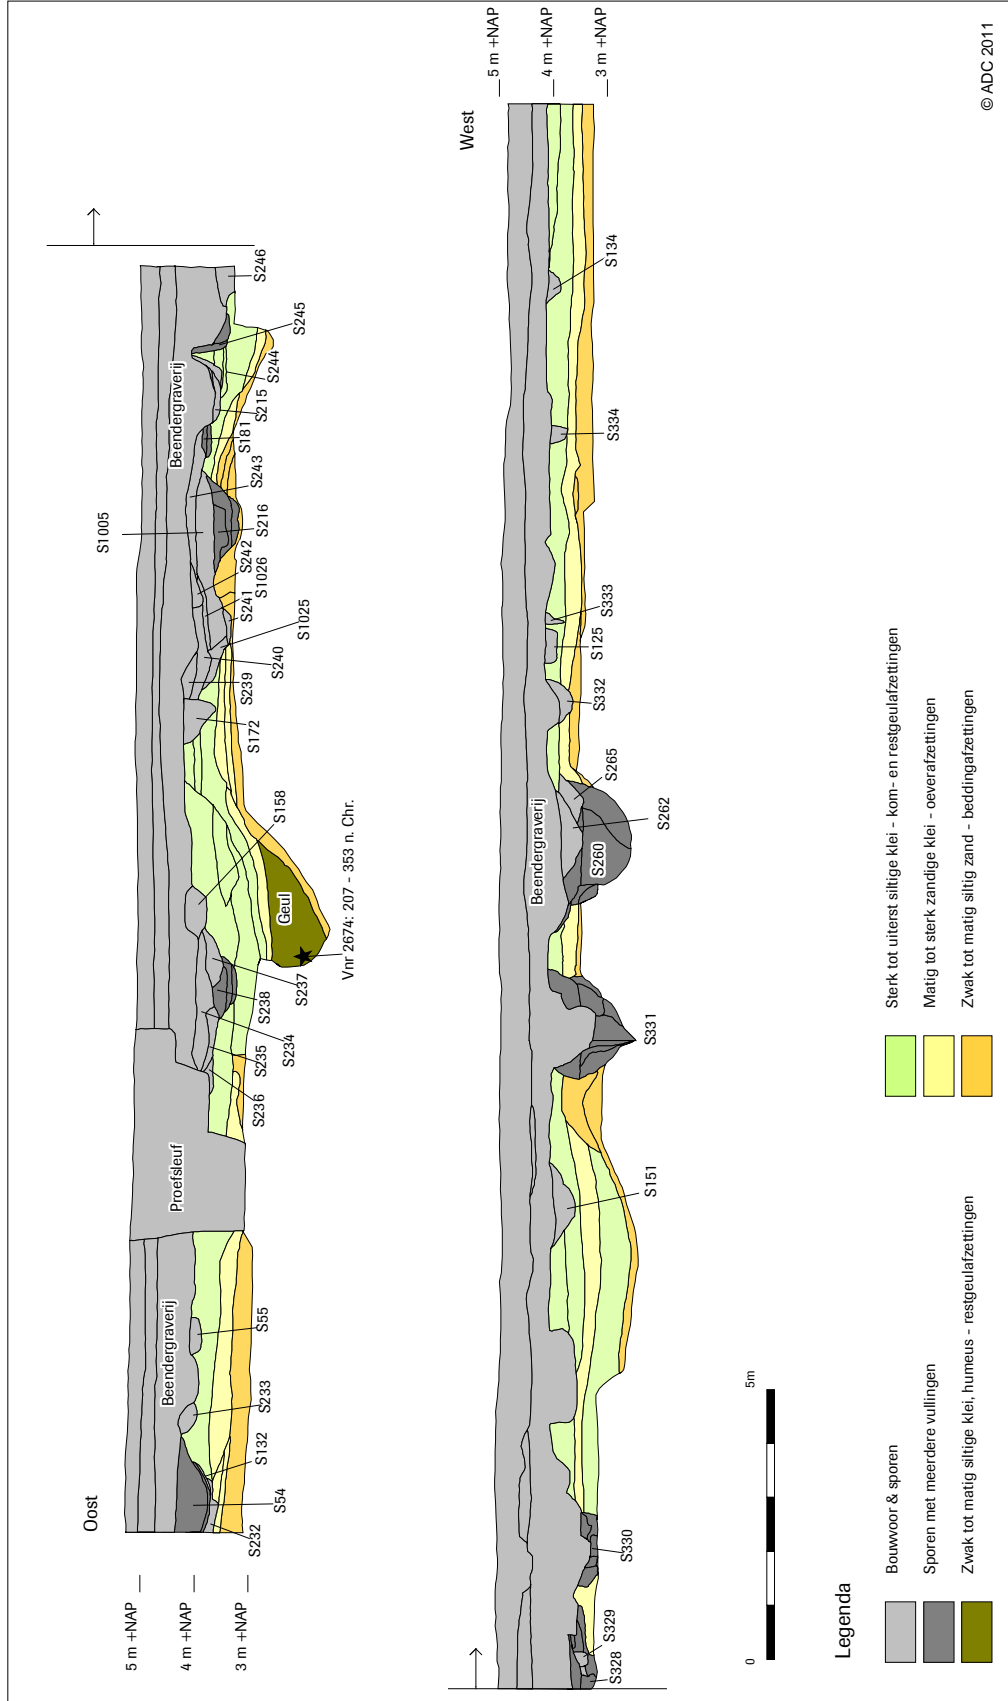 Oost
5 m +NAP
4 m +NAP
3 m +NAP
S232
S54
S132
S233
S55
Beendergraverij
Proefsleuf
S236
S235
S234
S238
S237
Vnr 2674: 207 - 353 n. Chr.
Geul
S158
S172
S239
S240
S1025
S241
S1026
S242
S1005
S216
S243
S181
S215
S244
S245
S246
Beendergraverij
West
5 m +NAP
4 m +NAP
3 m +NAP
S328
S329
S330
S151
S331
Beendergraverij
S260
S262
S265
S332
S125
S333
S334
S134
0
5m
Legenda
Bouwvoor & sporen
Sporen met meerdere vullingen
Zwak tot matig siltige klei, humeus - restgeulafzettingen
Sterk tot uiterst siltige klei - kom- en restgeulafzettingen
Matig tot sterk zandige klei - oeverafzettingen
Zwak tot matig siltig zand - beddingafzettingen
© ADC 2011